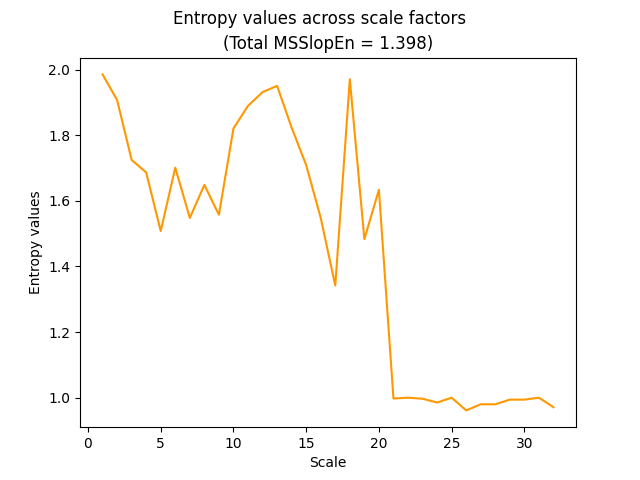 Entropy values across scale factors
(Total MSSlopEn = 1.398)
2.0
1.8
1.6
1.4
1.2
1.0
Entropy values
0 5 10 15 20 25 30
Scale